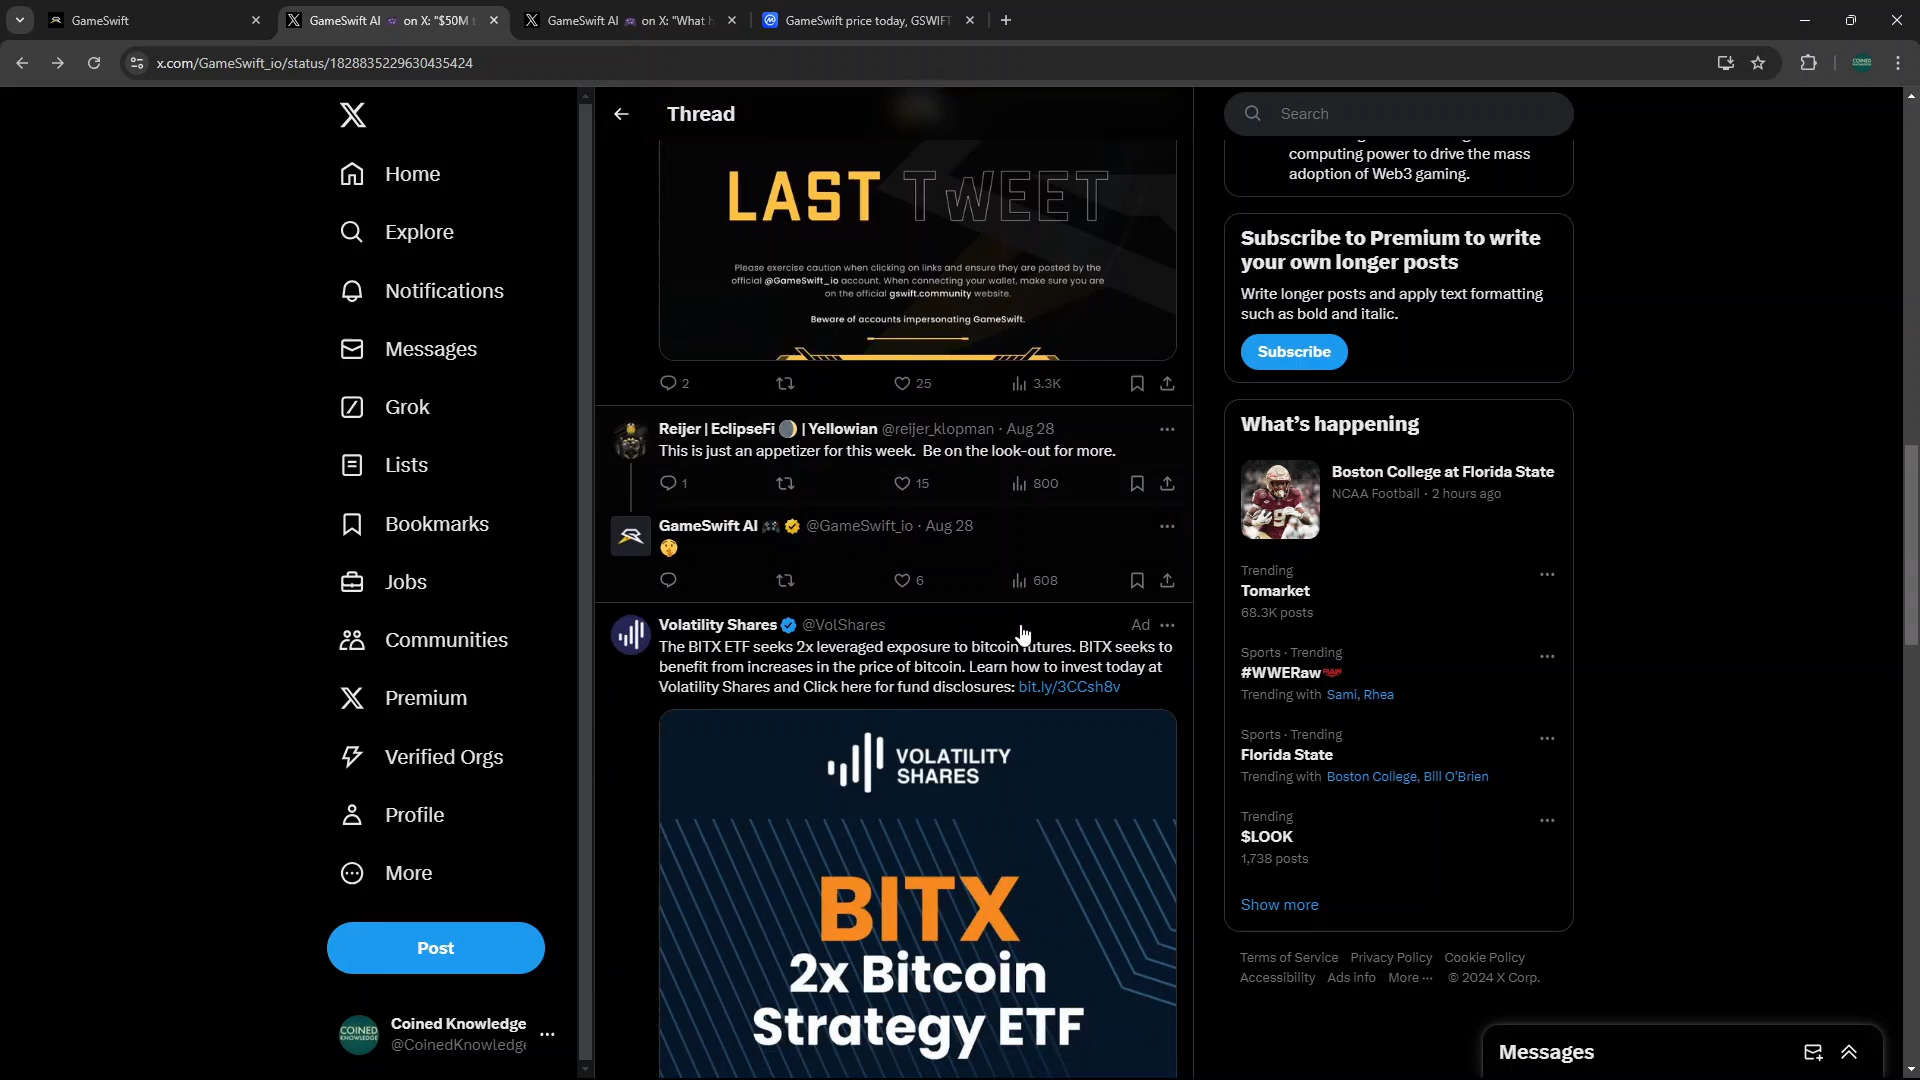 GameSwift
GameSwift AI 🎮 on X: "$50M t
GameSwift AI 🎮 on X: "What h
GameSwift price today, GSWIFT
x.com/GameSwift_io/status/1828835229630435424
COINED KNOWLEDGE
Home
Explore
Notifications
Messages
Grok
Lists
Bookmarks
Jobs
Communities
Premium
Verified Orgs
Profile
More
Post
COINED KNOWLEDGE
Coined Knowledge
@CoinedKnowledge
Thread
LAST TWEET
Please exercise caution when clicking on links and ensure they are posted by the
official @GameSwift_io account. When connecting your wallet, make sure you are
on the official gswift.community website.
Beware of accounts impersonating GameSwift.
2 25 3.3K
Reijer | EclipseFi 🌒 | Yellowian @reijer_klopman · Aug 28
This is just an appetizer for this week. Be on the look-out for more.
1 15 800
GameSwift AI 🎮 @GameSwift_io · Aug 28
🤫
6 608
Volatility Shares @VolShares Ad
The BITX ETF seeks 2x leveraged exposure to bitcoin futures. BITX seeks to
benefit from increases in the price of bitcoin. Learn how to invest today at
Volatility Shares and Click here for fund disclosures: bit.ly/3CCsh8v
VOLATILITY
SHARES
BITX
2x Bitcoin
Strategy ETF
Search
computing power to drive the mass
adoption of Web3 gaming.
Subscribe to Premium to write
your own longer posts
Write longer posts and apply text formatting
such as bold and italic.
Subscribe
What's happening
Boston College at Florida State
NCAA Football · 2 hours ago
Trending
Tomarket
68.3K posts
Sports · Trending
#WWERaw
Trending with Sami, Rhea
Sports · Trending
Florida State
Trending with Boston College, Bill O'Brien
Trending
$LOOK
1,738 posts
Show more
Terms of Service Privacy Policy Cookie Policy
Accessibility Ads info More ··· © 2024 X Corp.
Messages